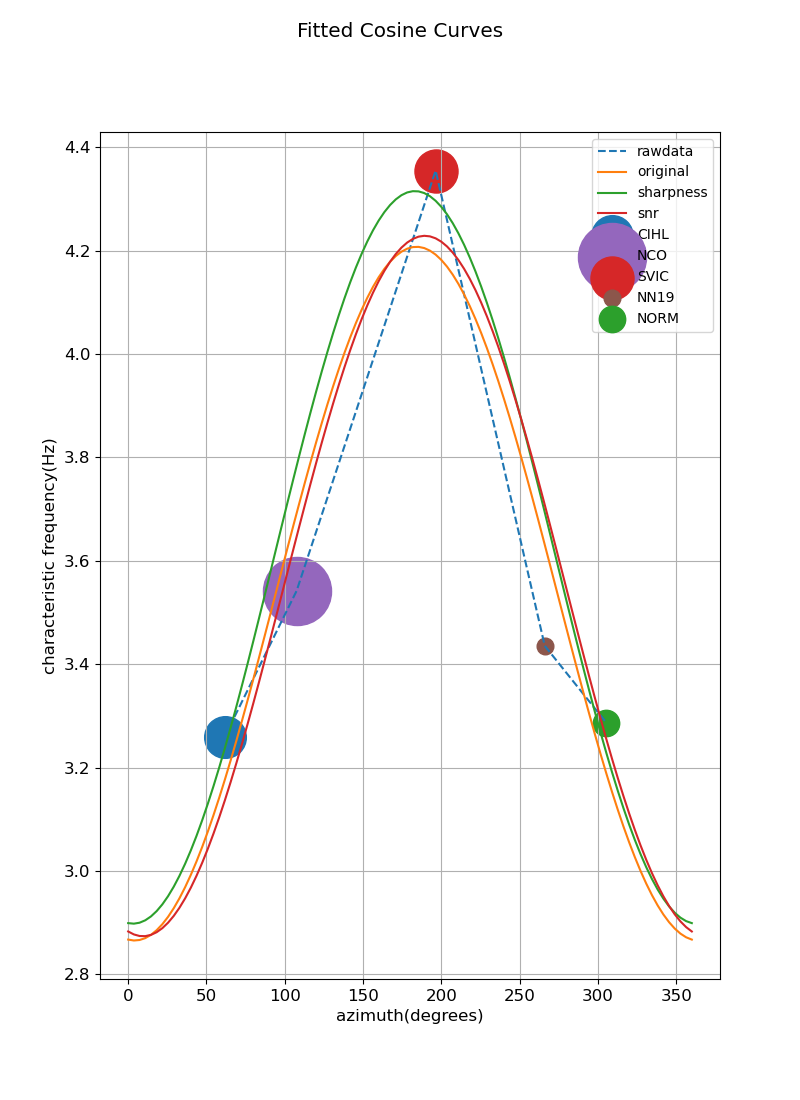 Fitted Cosine Curves
4.4
4.2
4.0
3.8
3.6
3.4
3.2
3.0
2.8
characteristic frequency(Hz)
0 50 100 150 200 250 300 350
azimuth(degrees)
rawdata
original
sharpness
snr
CIHL
NCO
SVIC
NN19
NORM